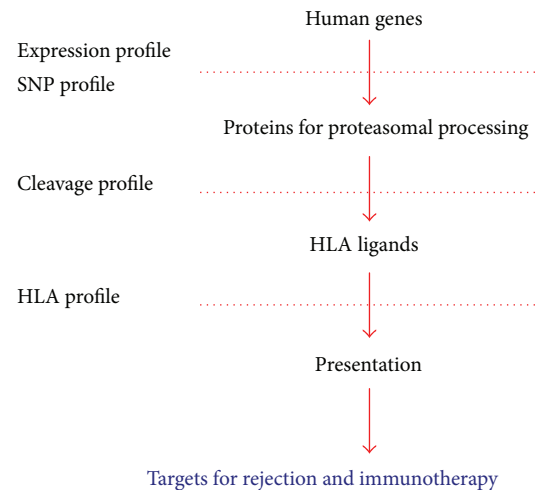 Human genes
Expression profile
SNP profile
Proteins for proteasomal processing
Cleavage profile
HLA ligands
HLA profile
Presentation
Targets for rejection and immunotherapy